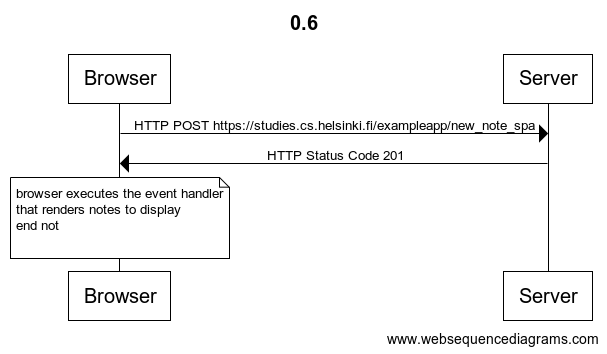 0.6
Browser
Server
HTTP POST https://studies.cs.helsinki.fi/exampleapp/new_note_spa
HTTP Status Code 201
browser executes the event handler
that renders notes to display
end not
Browser
Server
www.websequencediagrams.com